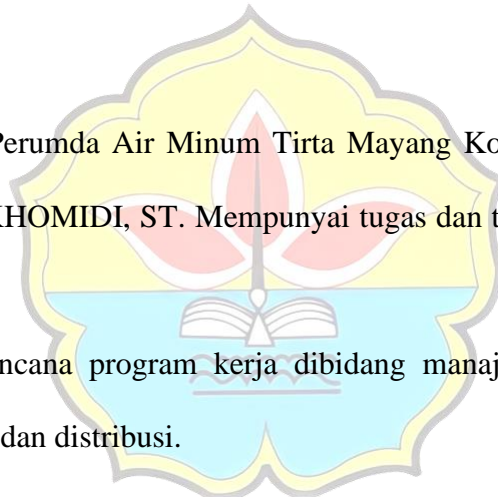 Perumda Air Minum Tirta Mayang Ko
KHOMIDI, ST. Mempunyai tugas dan t
ncana program kerja dibidang manaj
dan distribusi.